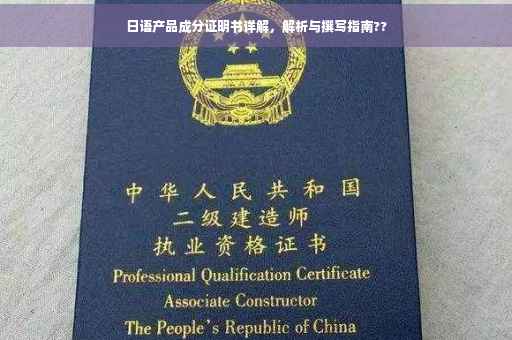 日语产品成分证明书详解，解析与撰写指南??
中华人民共和国
二级建造师
执业资格证书
Professional Qualification Certificate
Associate Constructor
The People's Republic of China